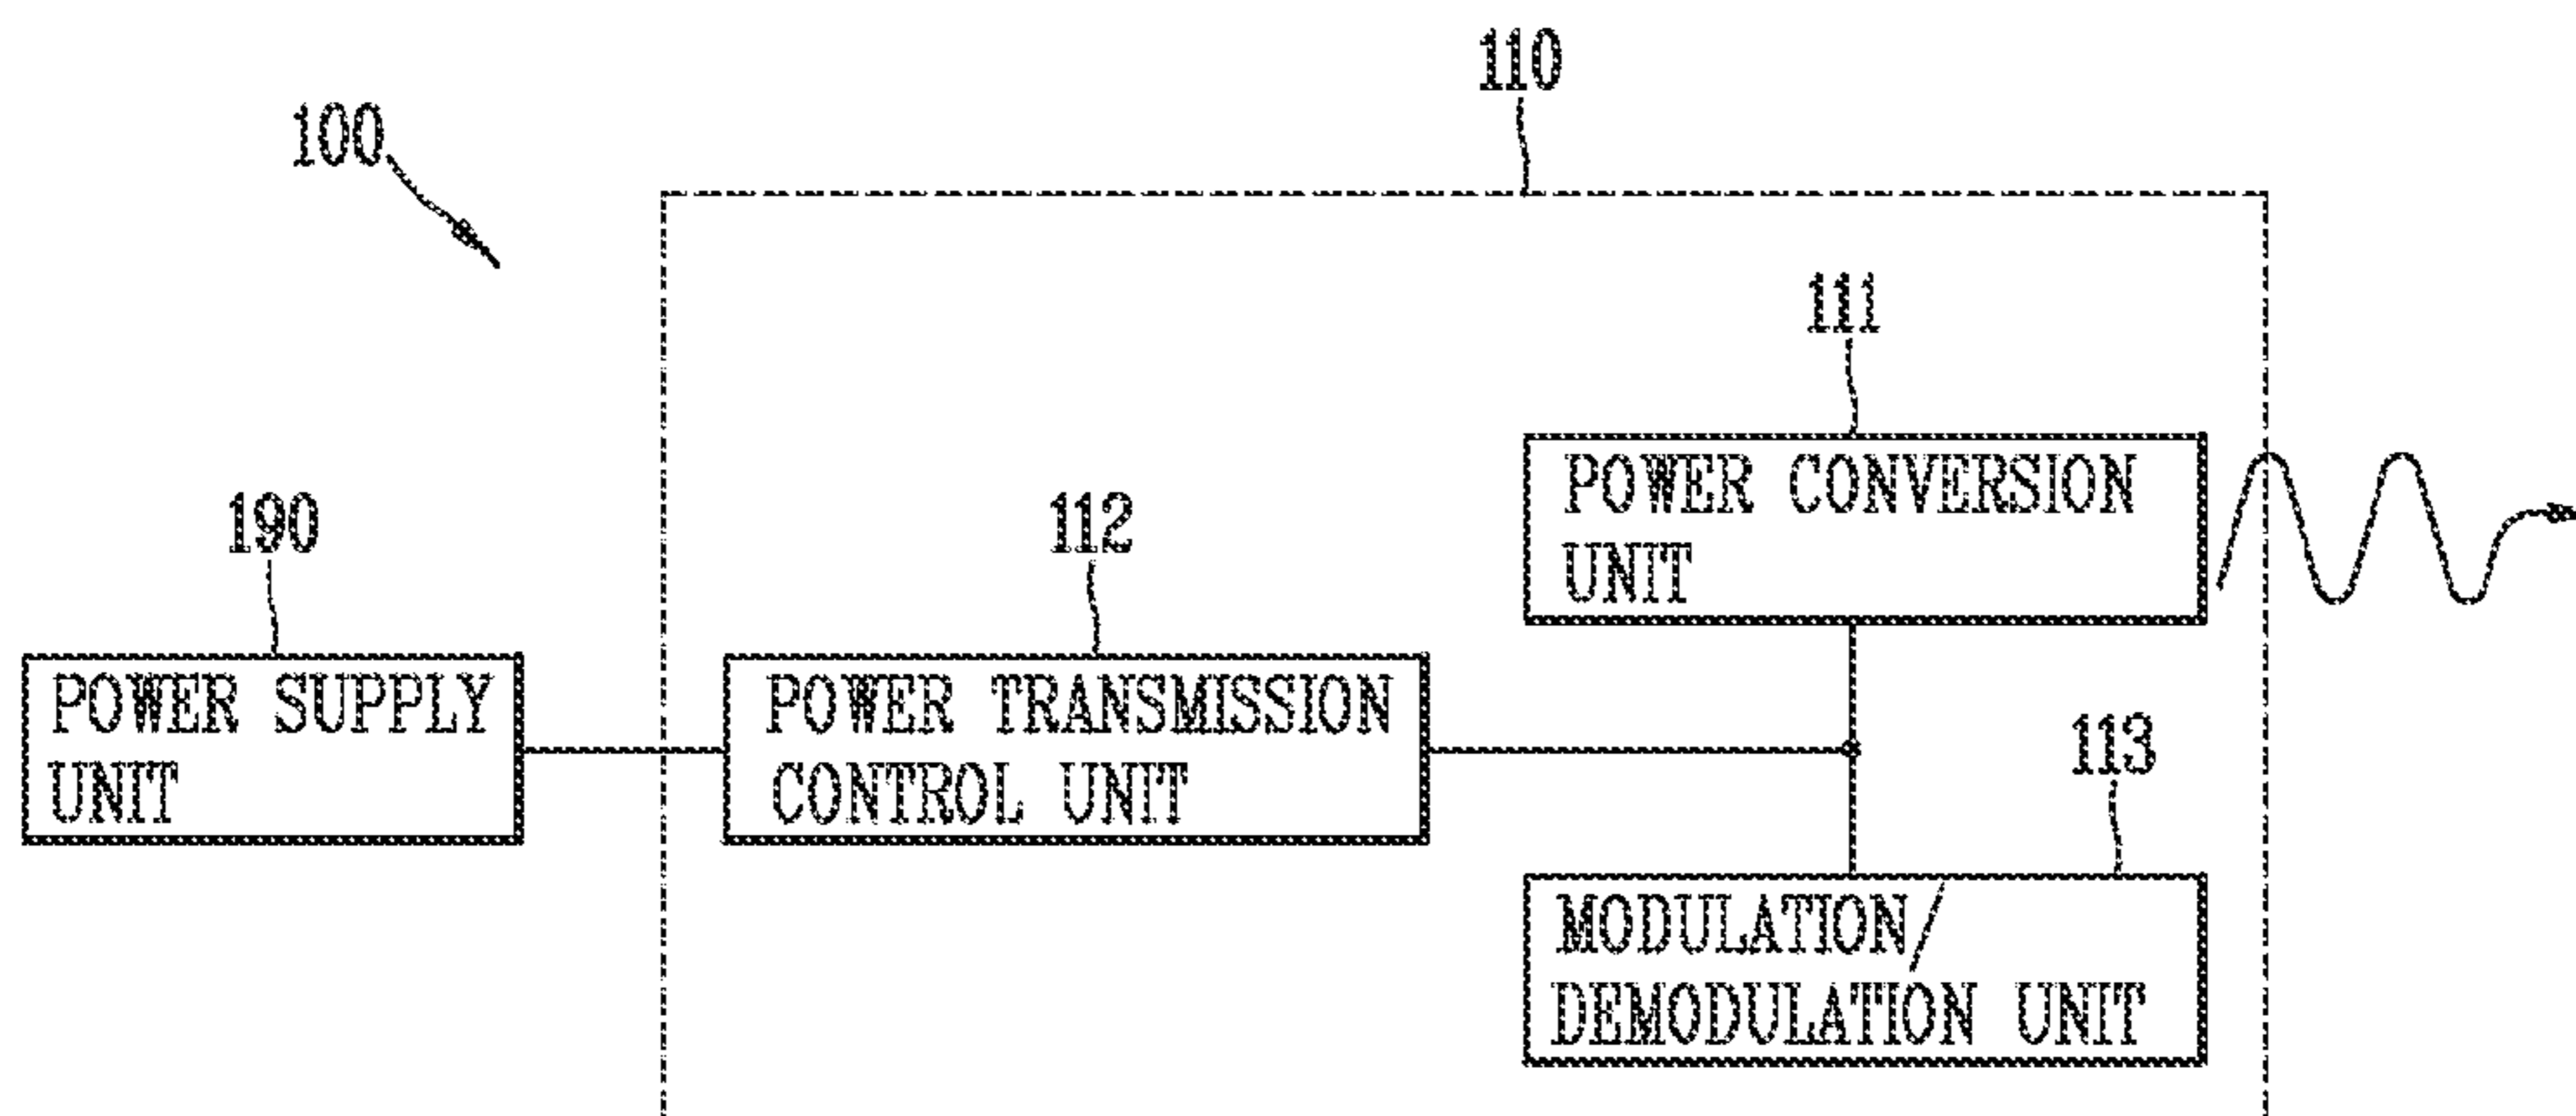 110
100
111
POWER CONVERSION
UNIT
190
112
POWER SUPPLY
UNIT
POWER TRANSMISSION
CONTROL UNIT
113
MODULATION/
DEMODULATION UNIT